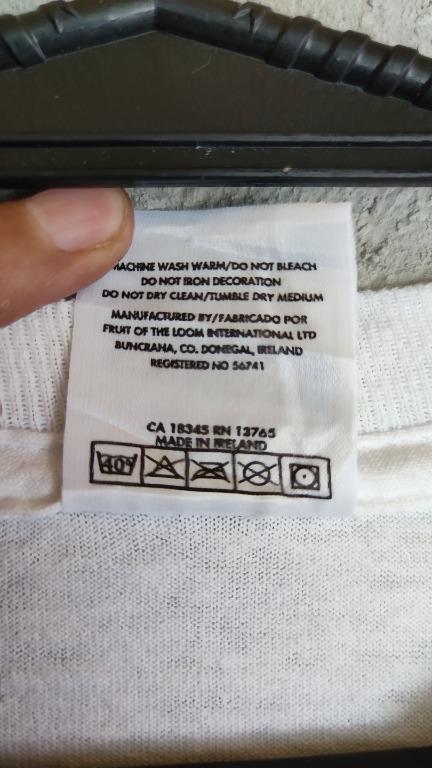 MACHINE WASH WARM/DO NOT BLEACH
DO NOT IRON DECORATION
DO NOT DRY CLEAN/TUMBLE DRY MEDIUM
MANUFACTURED BY/FABRICADO POR
FRUIT OF THE LOOM INTERNATIONAL LTD
BUNCRANA, CO. DONEGAL, IRELAND
REGISTERED NO 56741
CA 18345 RN 13765
MADE IN IRELAND
40°